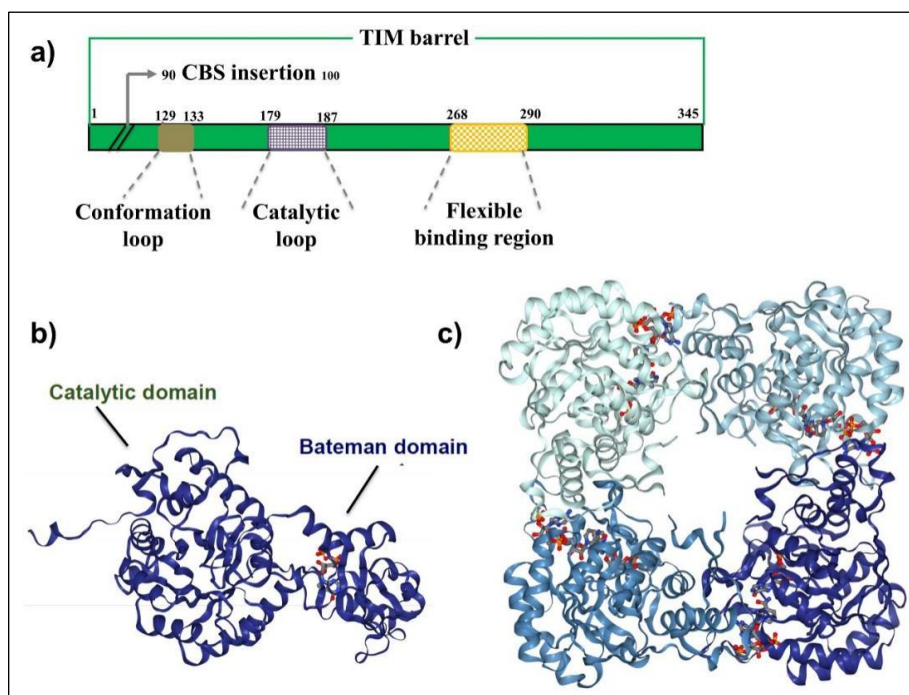 a)
TIM barrel
90 CBS insertion 100
1
129
133
179
187
268
290
345
Conformation
loop
Catalytic
loop
Flexible
binding region
b)
Catalytic domain
Bateman domain
c)